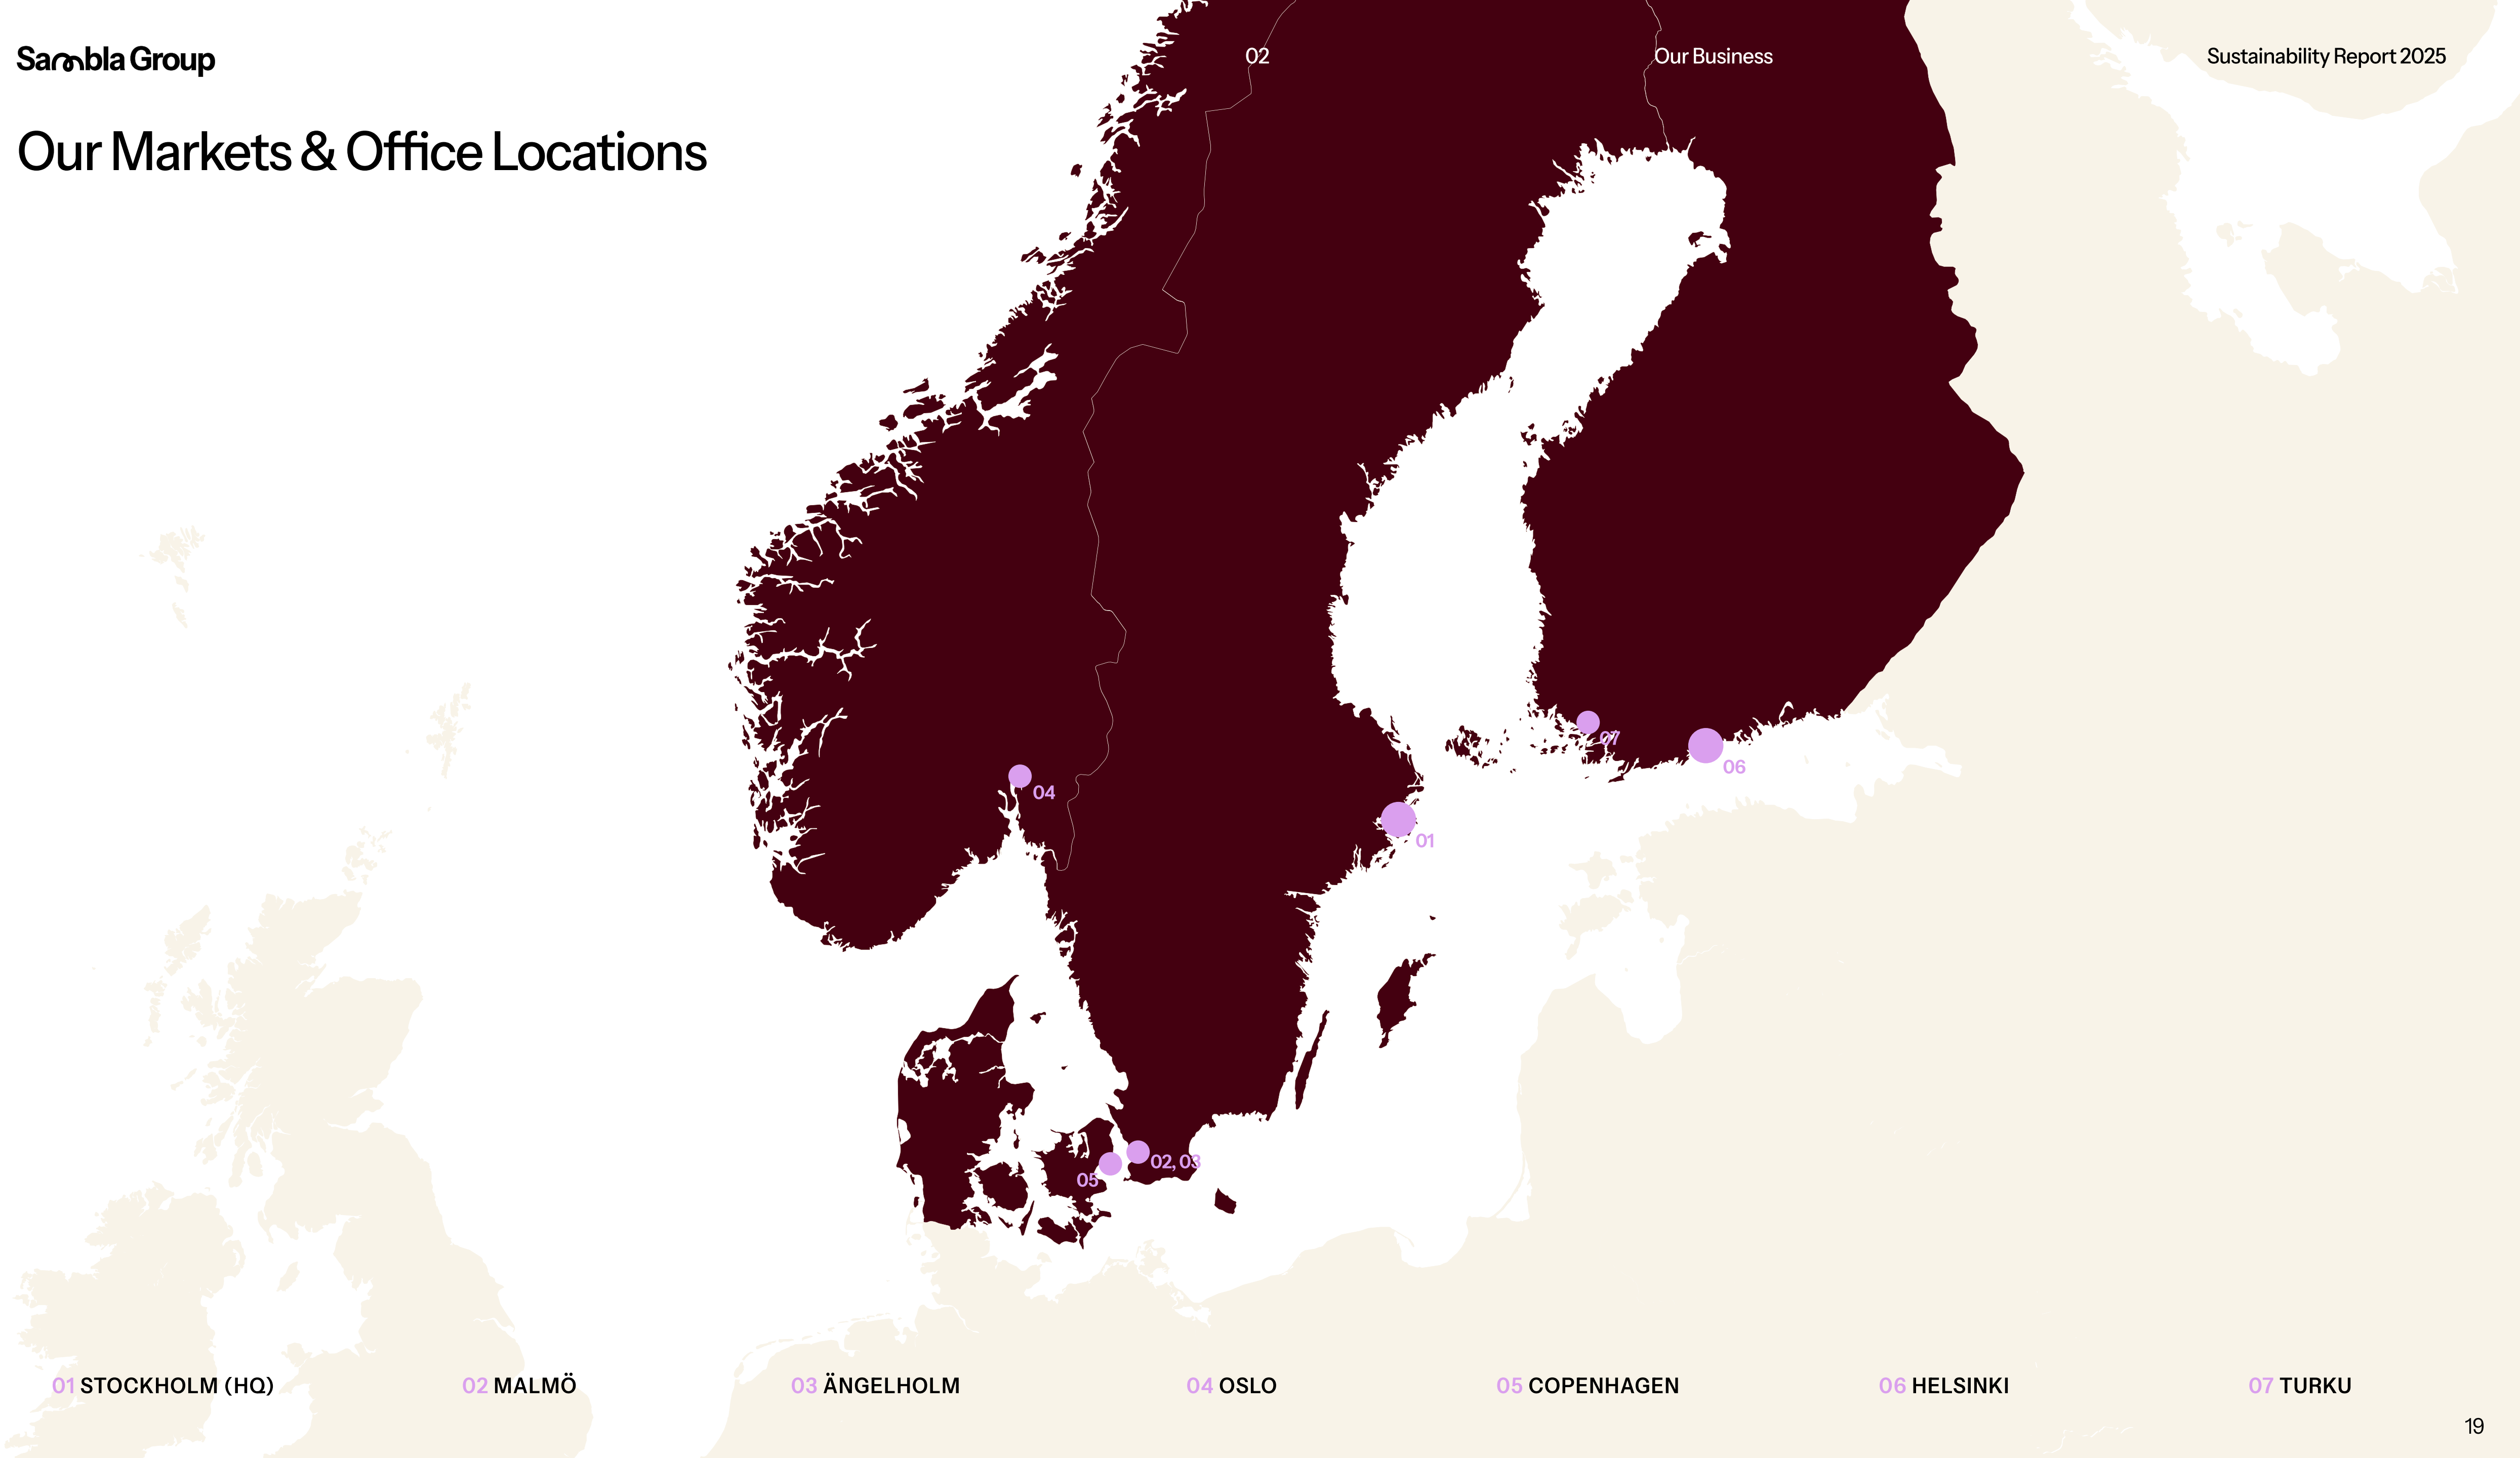 Sambla Group
02
Our Business
Sustainability Report 2025
Our Markets & Office Locations
07
06
04
01
02, 03
05
01 STOCKHOLM (HQ)
02 MALMÖ
03 ÄNGELHOLM
04 OSLO
05 COPENHAGEN
06 HELSINKI
07 TURKU
19